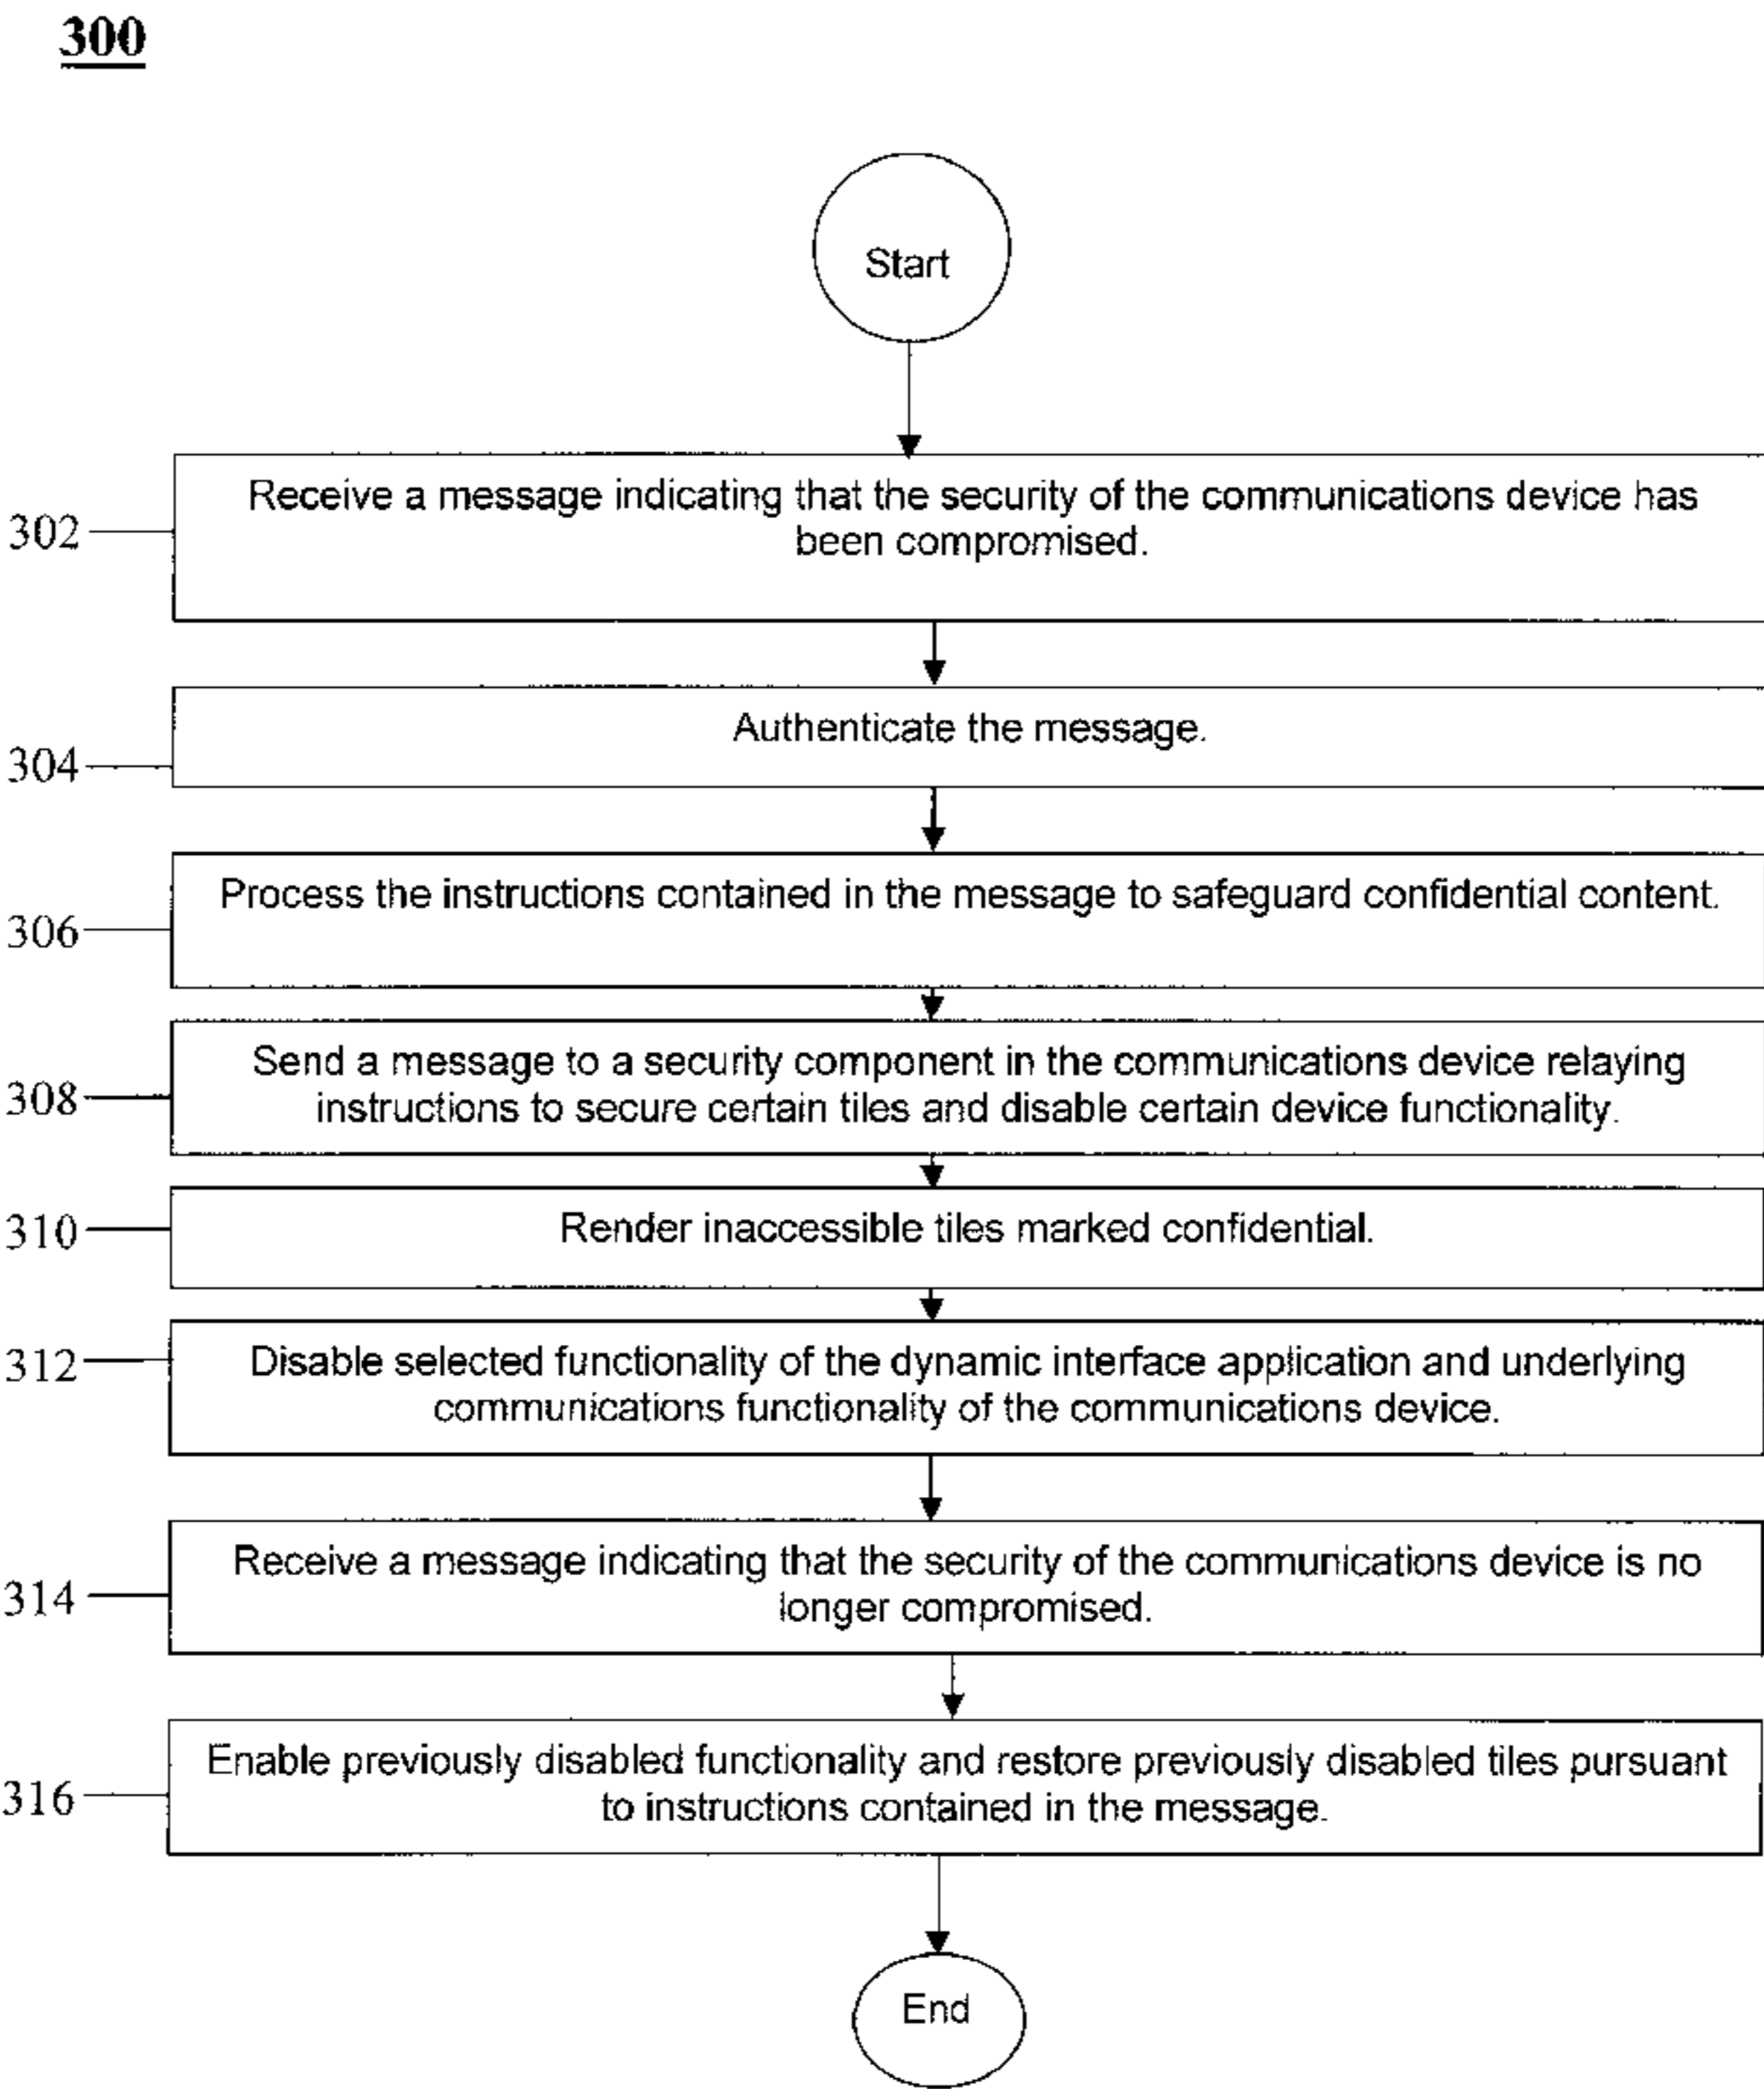 300
Start
302
Receive a message indicating that the security of the communications device has
been compromised.
304
Authenticate the message.
306
Process the instructions contained in the message to safeguard confidential content.
308
Send a message to a security component in the communications device relaying
instructions to secure certain tiles and disable certain device functionality.
310
Render inaccessible tiles marked confidential.
312
Disable selected functionality of the dynamic interface application and underlying
communications functionality of the communications device.
314
Receive a message indicating that the security of the communications device is no
longer compromised.
316
Enable previously disabled functionality and restore previously disabled tiles pursuant
to instructions contained in the message.
End